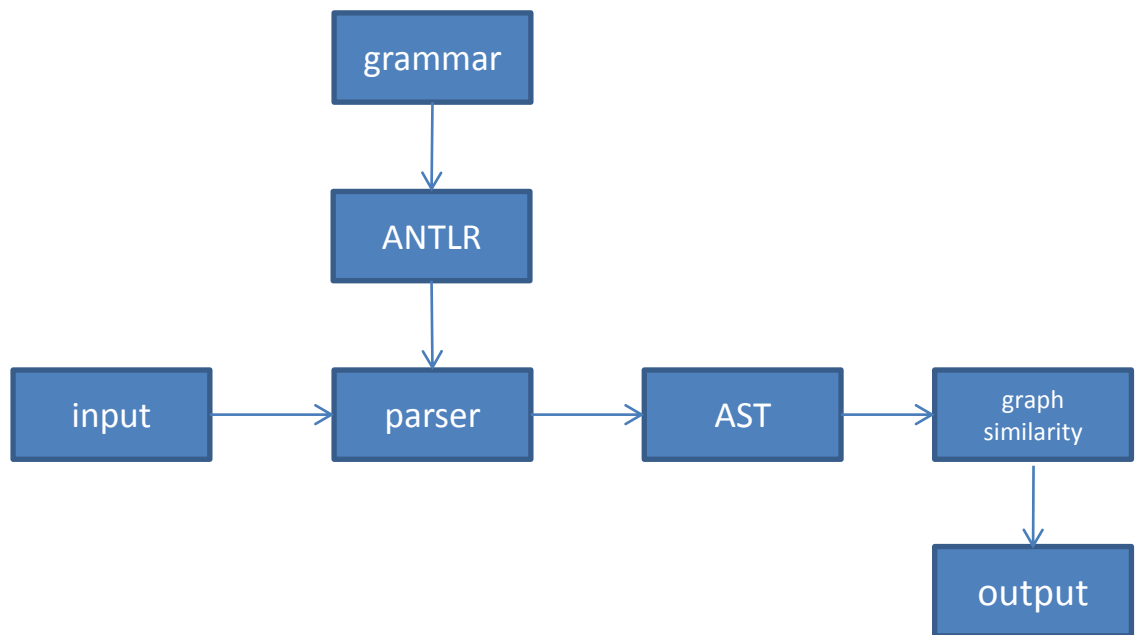 grammar
ANTLR
input
parser
AST
graph
similarity
output